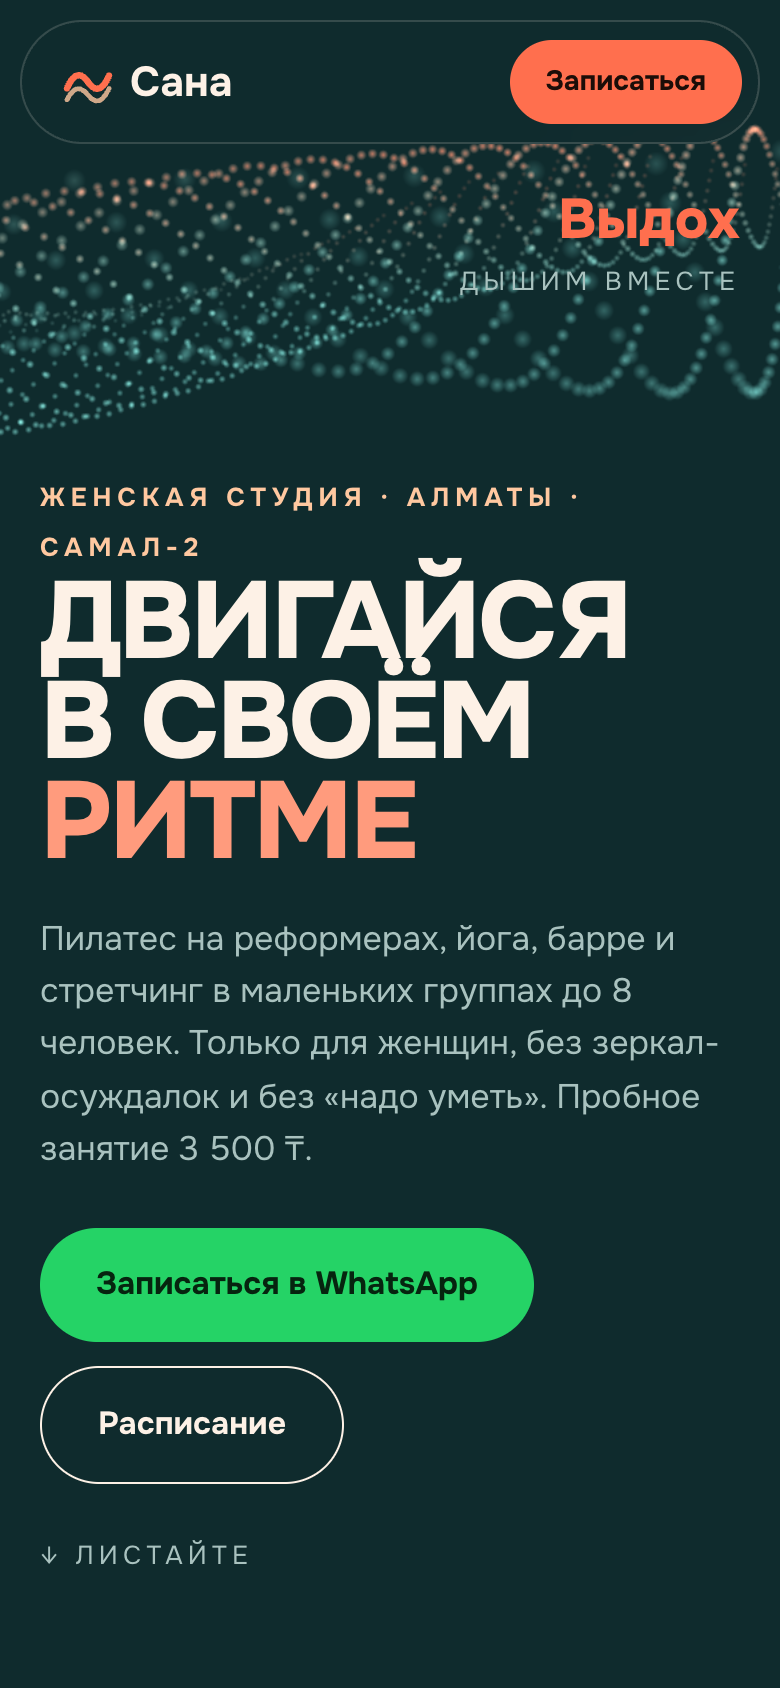 Сана
Записаться
Выдох
ДЫШИМ ВМЕСТЕ
ЖЕНСКАЯ СТУДИЯ · АЛМАТЫ ·
САМАЛ-2
ДВИГАЙСЯ
В СВОЁМ
РИТМЕ
Пилатес на реформерах, йога, барре и
стретчинг в маленьких группах до 8
человек. Только для женщин, без зеркал-
осуждалок и без «надо уметь». Пробное
занятие 3 500 ₸.
Записаться в WhatsApp
Расписание
↓ ЛИСТАЙТЕ